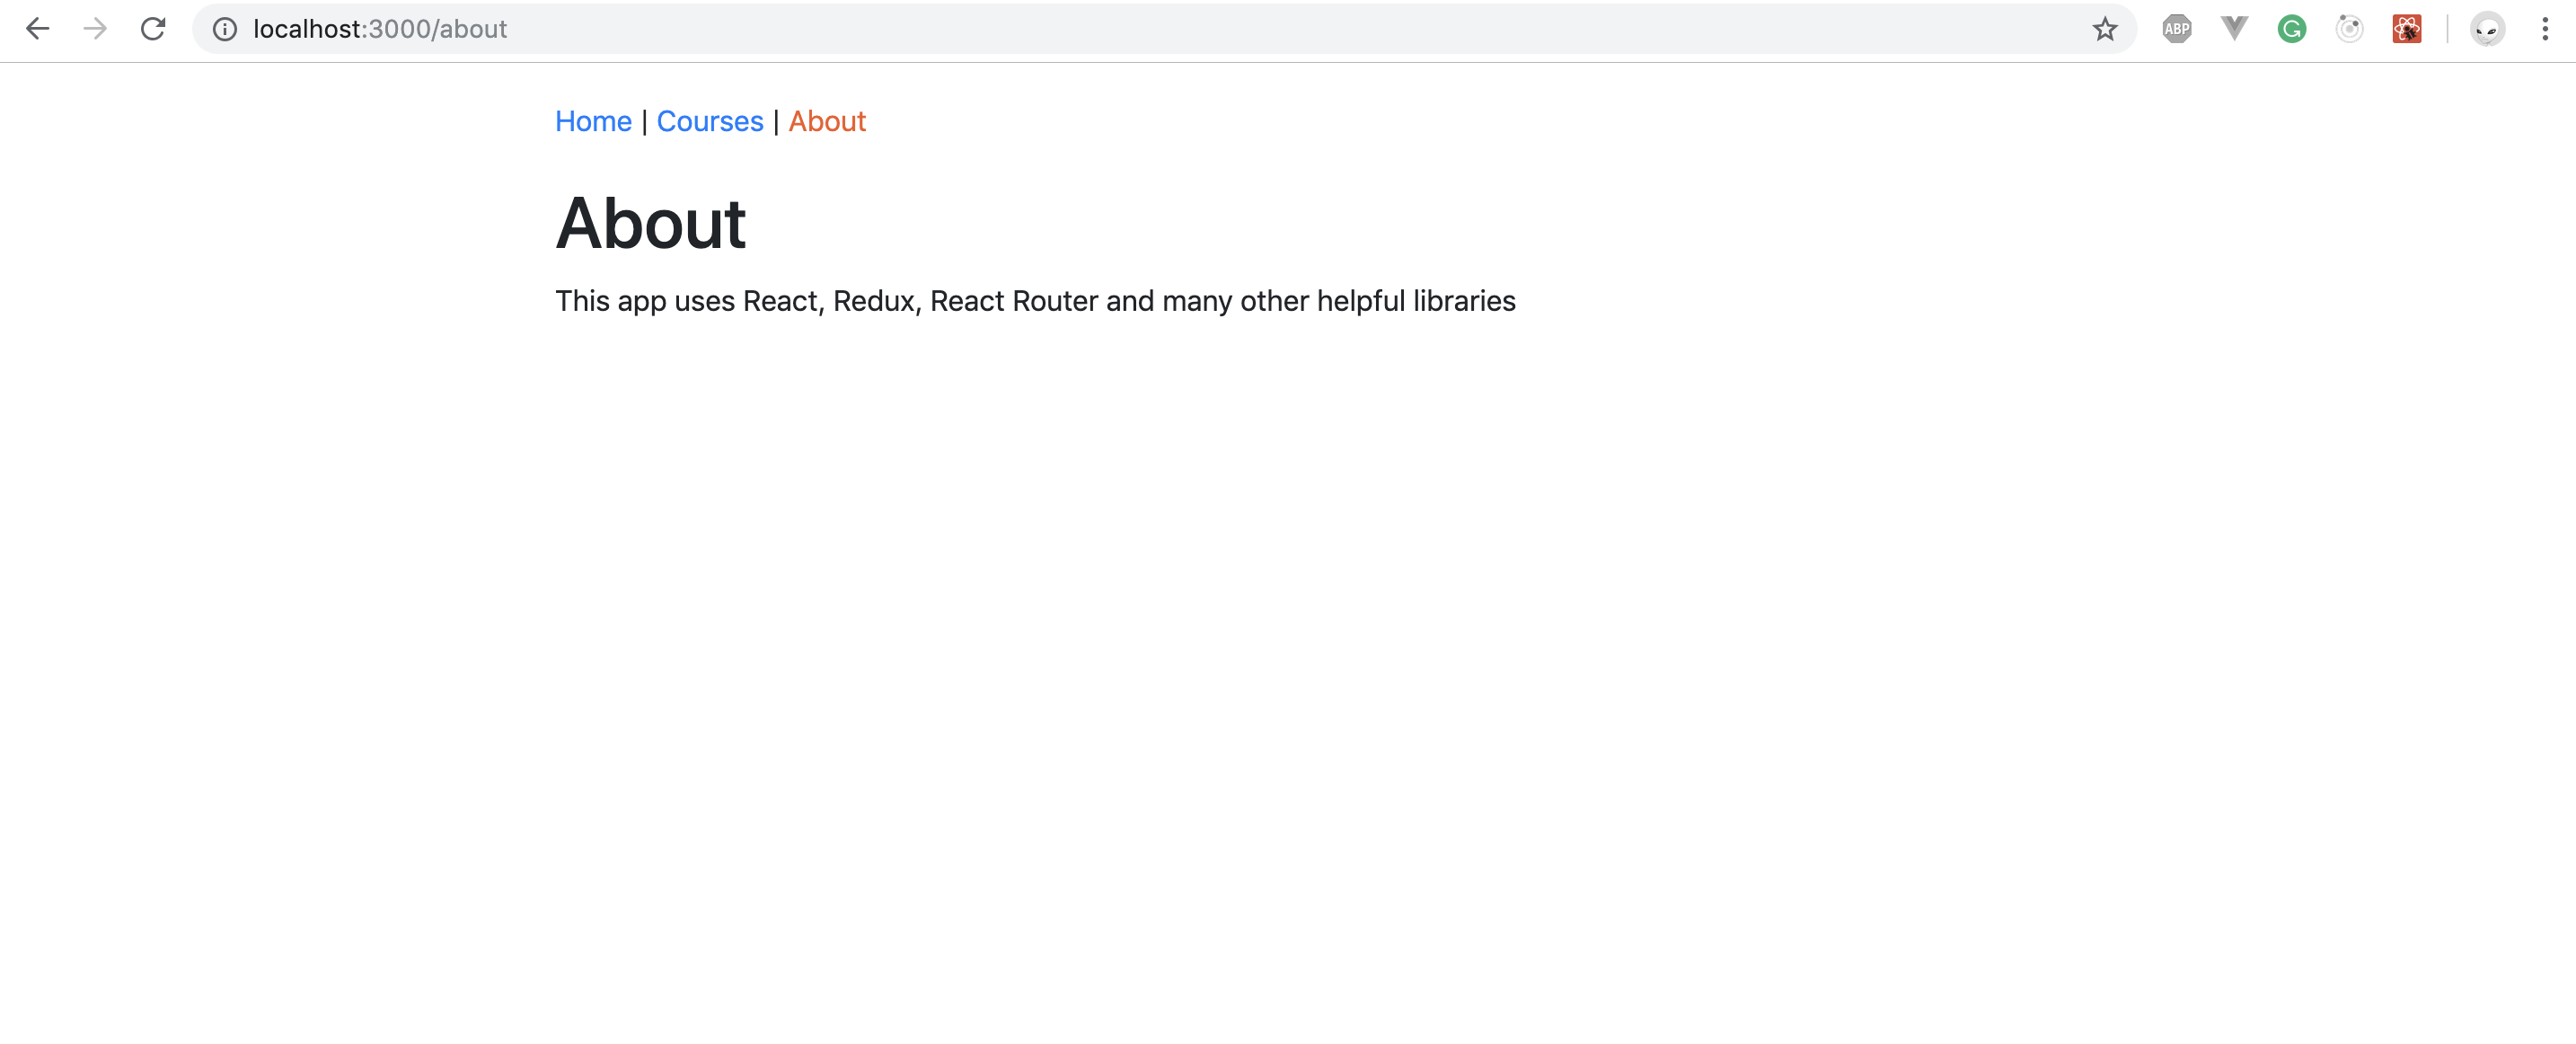 localhost:3000/about
ABP
Home | Courses | About
About
This app uses React, Redux, React Router and many other helpful libraries